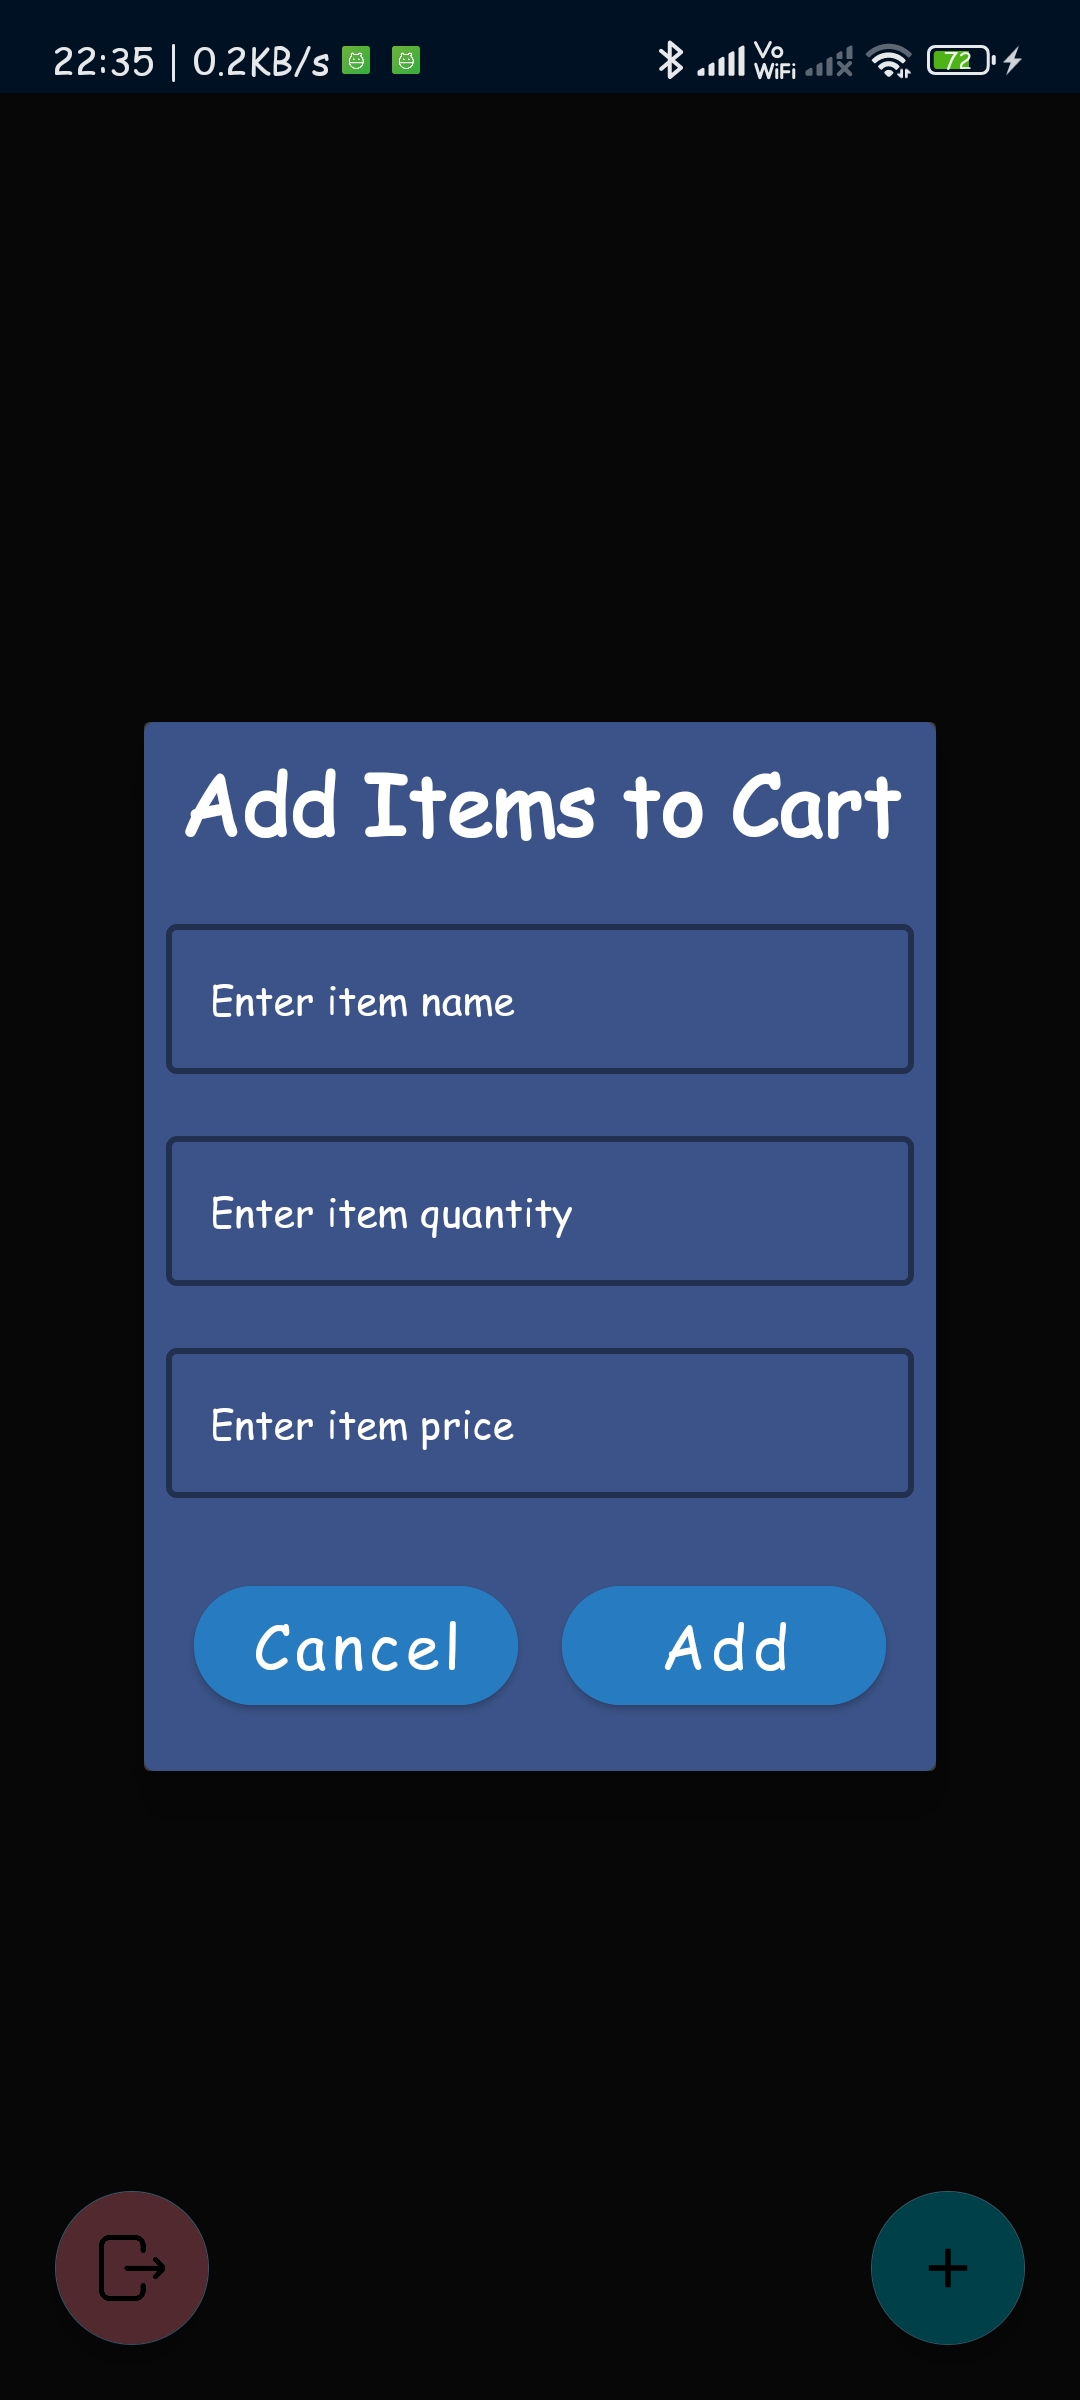 22:35 | 0.2KB/s Vo WiFi 72
Add Items to Cart
Enter item name
Enter item quantity
Enter item price
Cancel Add